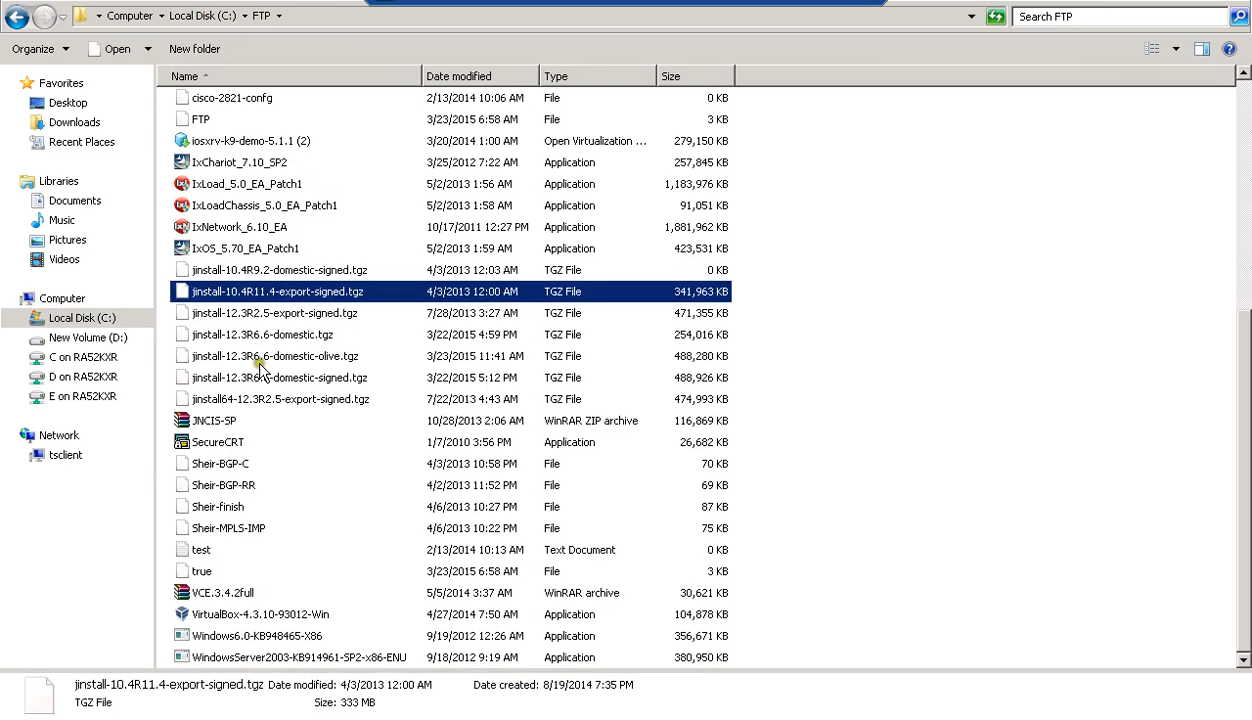 Computer Local Disk (C:) FTP Search FTP
Organize Open New folder
Favorites
Desktop
Downloads
Recent Places
Libraries
Documents
Music
Pictures
Videos
Computer
Local Disk (C:)
New Volume (D:)
C on RA52KXR
D on RA52KXR
E on RA52KXR
Network
tsclient
Name Date modified Type Size
cisco-2821-confg 2/13/2014 10:06 AM File 0 KB
FTP 3/23/2015 6:58 AM File 3 KB
iosxrv-k9-demo-5.1.1 (2) 3/20/2014 1:00 AM Open Virtualization ... 279,150 KB
IxChariot_7.10_SP2 3/25/2012 7:22 AM Application 257,845 KB
IxLoad_5.0_EA_Patch1 5/2/2013 1:56 AM Application 1,183,976 KB
IxLoadChassis_5.0_EA_Patch1 5/2/2013 1:58 AM Application 91,051 KB
IxNetwork_6.10_EA 10/17/2011 12:27 PM Application 1,881,962 KB
IxOS_5.70_EA_Patch1 5/2/2013 1:59 AM Application 423,531 KB
jinstall-10.4R9.2-domestic-signed.tgz 4/3/2013 12:03 AM TGZ File 0 KB
jinstall-10.4R11.4-export-signed.tgz 4/3/2013 12:00 AM TGZ File 341,963 KB
jinstall-12.3R2.5-export-signed.tgz 7/28/2013 3:27 AM TGZ File 471,355 KB
jinstall-12.3R6.6-domestic.tgz 3/22/2015 4:59 PM TGZ File 254,016 KB
jinstall-12.3R6.6-domestic-olive.tgz 3/23/2015 11:41 AM TGZ File 488,280 KB
jinstall-12.3R6.6-domestic-signed.tgz 3/22/2015 5:12 PM TGZ File 488,926 KB
jinstall64-12.3R2.5-export-signed.tgz 7/22/2013 4:43 AM TGZ File 474,993 KB
JNCIS-SP 10/28/2013 2:06 AM WinRAR ZIP archive 116,869 KB
SecureCRT 1/7/2010 3:56 PM Application 26,682 KB
Sheir-BGP-C 4/3/2013 10:58 PM File 70 KB
Sheir-BGP-RR 4/2/2013 11:52 PM File 69 KB
Sheir-finish 4/6/2013 10:27 PM File 87 KB
Sheir-MPLS-IMP 4/6/2013 10:22 PM File 75 KB
test 2/13/2014 10:13 AM Text Document 0 KB
true 3/23/2015 6:58 AM File 3 KB
VCE.3.4.2full 5/5/2014 3:37 AM WinRAR archive 30,621 KB
VirtualBox-4.3.10-93012-Win 4/27/2014 7:50 AM Application 104,878 KB
Windows6.0-KB948465-X86 9/19/2012 12:26 AM Application 356,671 KB
WindowsServer2003-KB914961-SP2-x86-ENU 9/18/2012 9:19 AM Application 380,950 KB
jinstall-10.4R11.4-export-signed.tgz Date modified: 4/3/2013 12:00 AM Date created: 8/19/2014 7:35 PM
TGZ File Size: 333 MB